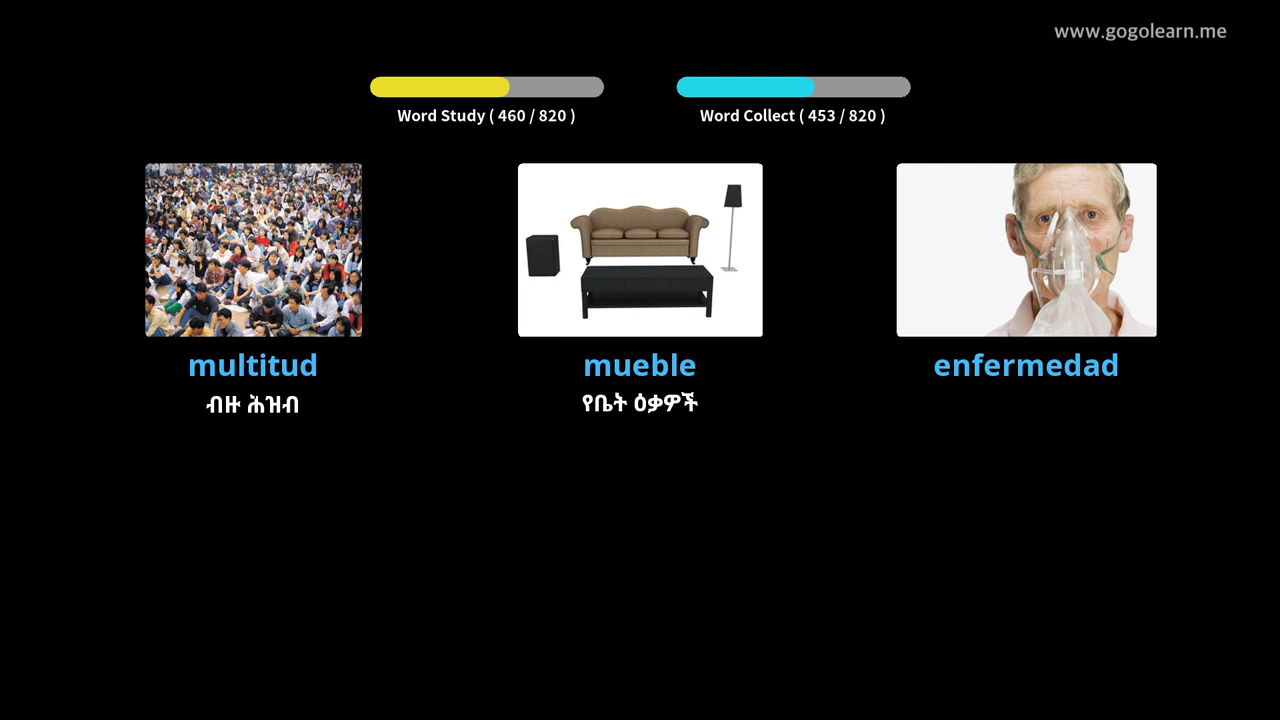 www.gogolearn.me
Word Study ( 460 / 820 )
Word Collect ( 453 / 820 )
multitud
mueble
enfermedad
ብዙ ሕዝብ
የቤት ዕቃዎች